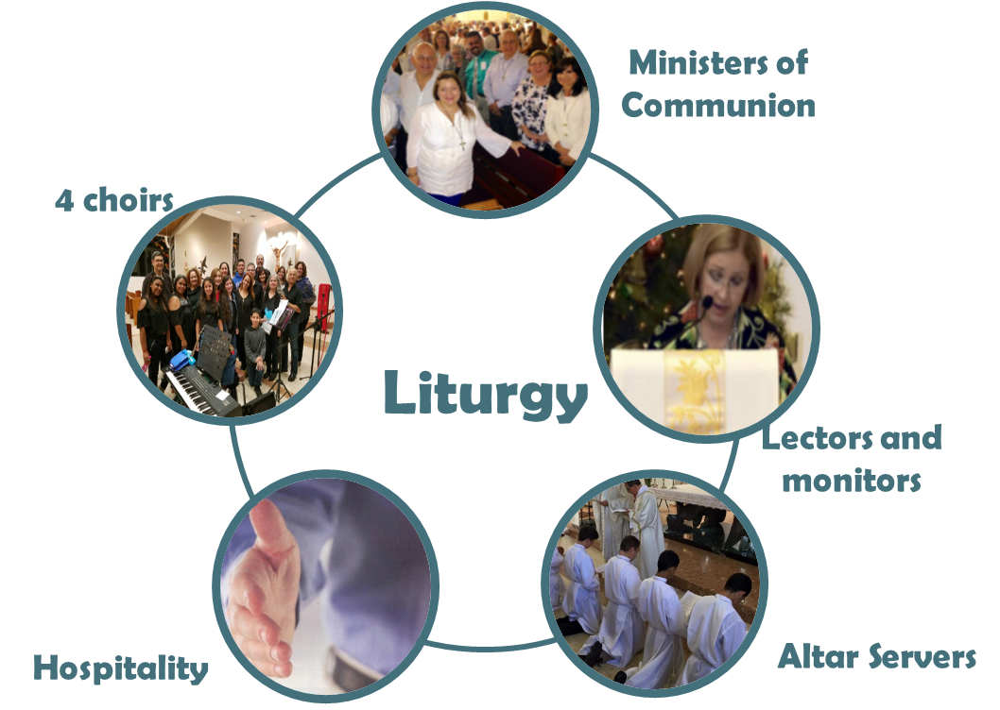 Ministers of
Communion
4 choirs
Liturgy
Lectors and
monitors
Hospitality
Altar Servers